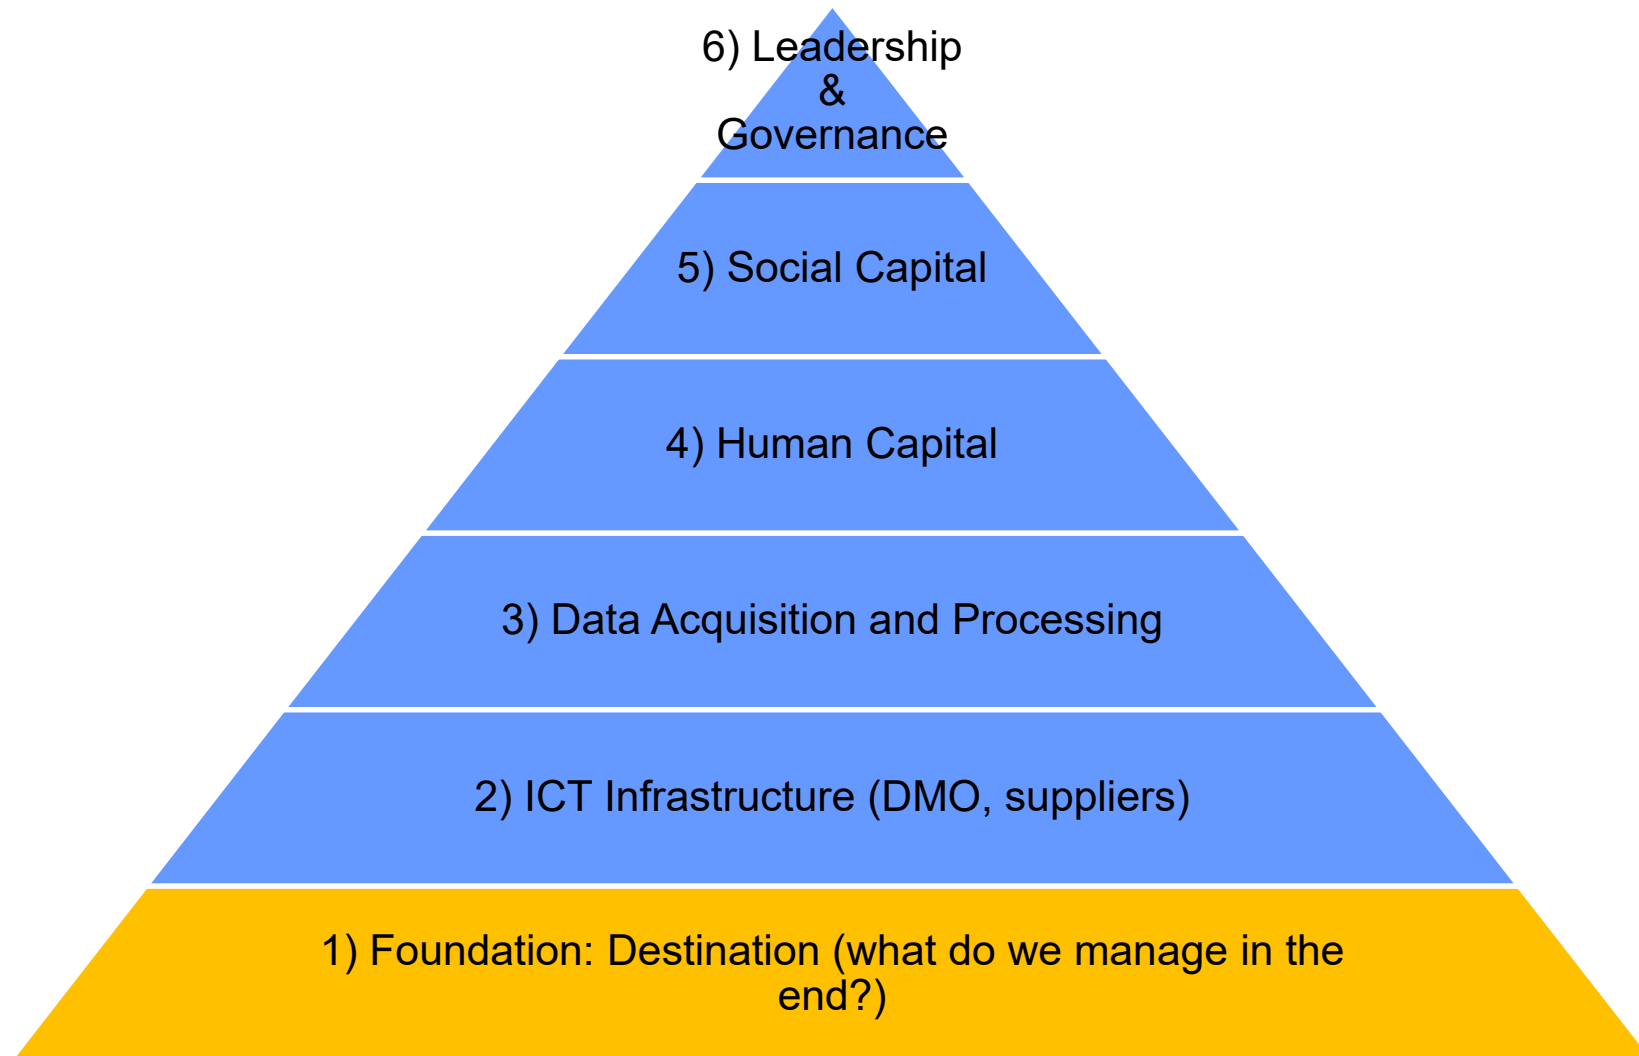 6) Leadership
&
Governance
5) Social Capital
4) Human Capital
3) Data Acquisition and Processing
2) ICT Infrastructure (DMO, suppliers)
1) Foundation: Destination (what do we manage in the
end?)